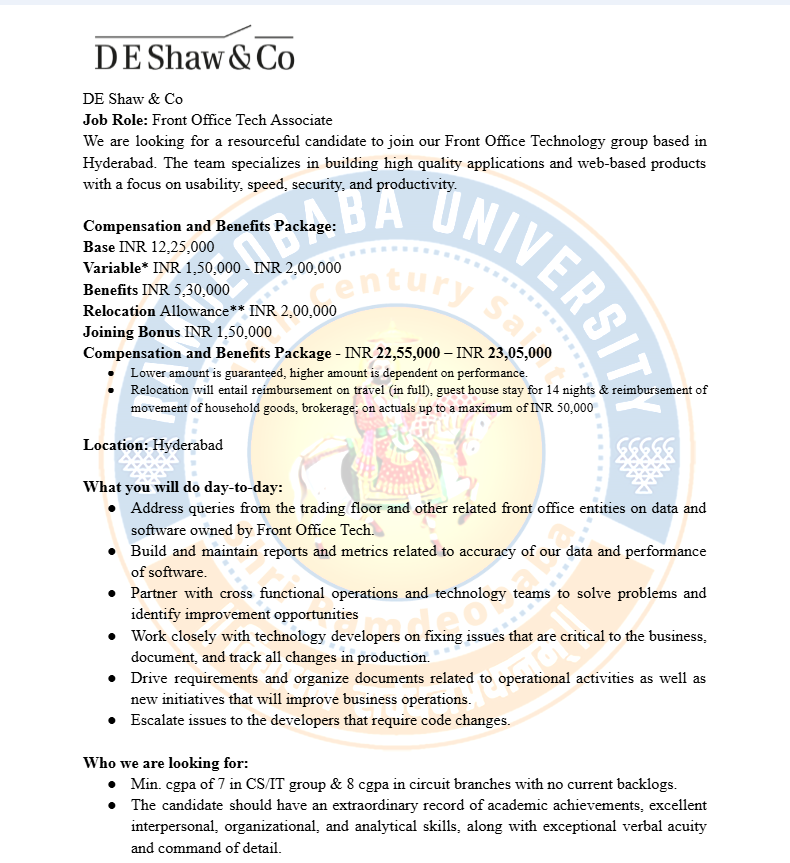 DE Shaw & Co
DE Shaw & Co
Job Role: Front Office Tech Associate
We are looking for a resourceful candidate to join our Front Office Technology group based in
Hyderabad. The team specializes in building high quality applications and web-based products
with a focus on usability, speed, security, and productivity.
RAMDEOBABA UNIVERSITY
Century Saint
Shri Ramdeobaba
Compensation and Benefits Package:
Base INR 12,25,000
Variable* INR 1,50,000 - INR 2,00,000
Benefits INR 5,30,000
Relocation Allowance** INR 2,00,000
Joining Bonus INR 1,50,000
Compensation and Benefits Package - INR 22,55,000 – INR 23,05,000
● Lower amount is guaranteed, higher amount is dependent on performance.
● Relocation will entail reimbursement on travel (in full), guest house stay for 14 nights & reimbursement of
movement of household goods, brokerage; on actuals up to a maximum of INR 50,000
Location: Hyderabad
What you will do day-to-day:
● Address queries from the trading floor and other related front office entities on data and
software owned by Front Office Tech.
● Build and maintain reports and metrics related to accuracy of our data and performance
of software.
● Partner with cross functional operations and technology teams to solve problems and
identify improvement opportunities
● Work closely with technology developers on fixing issues that are critical to the business,
document, and track all changes in production.
● Drive requirements and organize documents related to operational activities as well as
new initiatives that will improve business operations.
● Escalate issues to the developers that require code changes.
Who we are looking for:
● Min. cgpa of 7 in CS/IT group & 8 cgpa in circuit branches with no current backlogs.
● The candidate should have an extraordinary record of academic achievements, excellent
interpersonal, organizational, and analytical skills, along with exceptional verbal acuity
and command of detail.